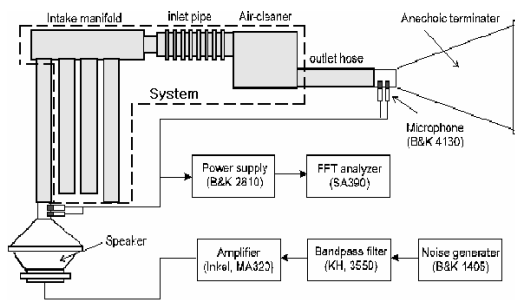 Intake manifold
inlet pipe
Air-cleaner
Anechoic terminater
outlet hose
System
Microphone
(B&K 4130)
Power supply
(B&K 2810)
FFT analyzer
(SA390)
Speaker
Amplifier
(Inkel, MA320)
Bandpass filter
(KH, 3550)
Noise generator
(B&K 1405)